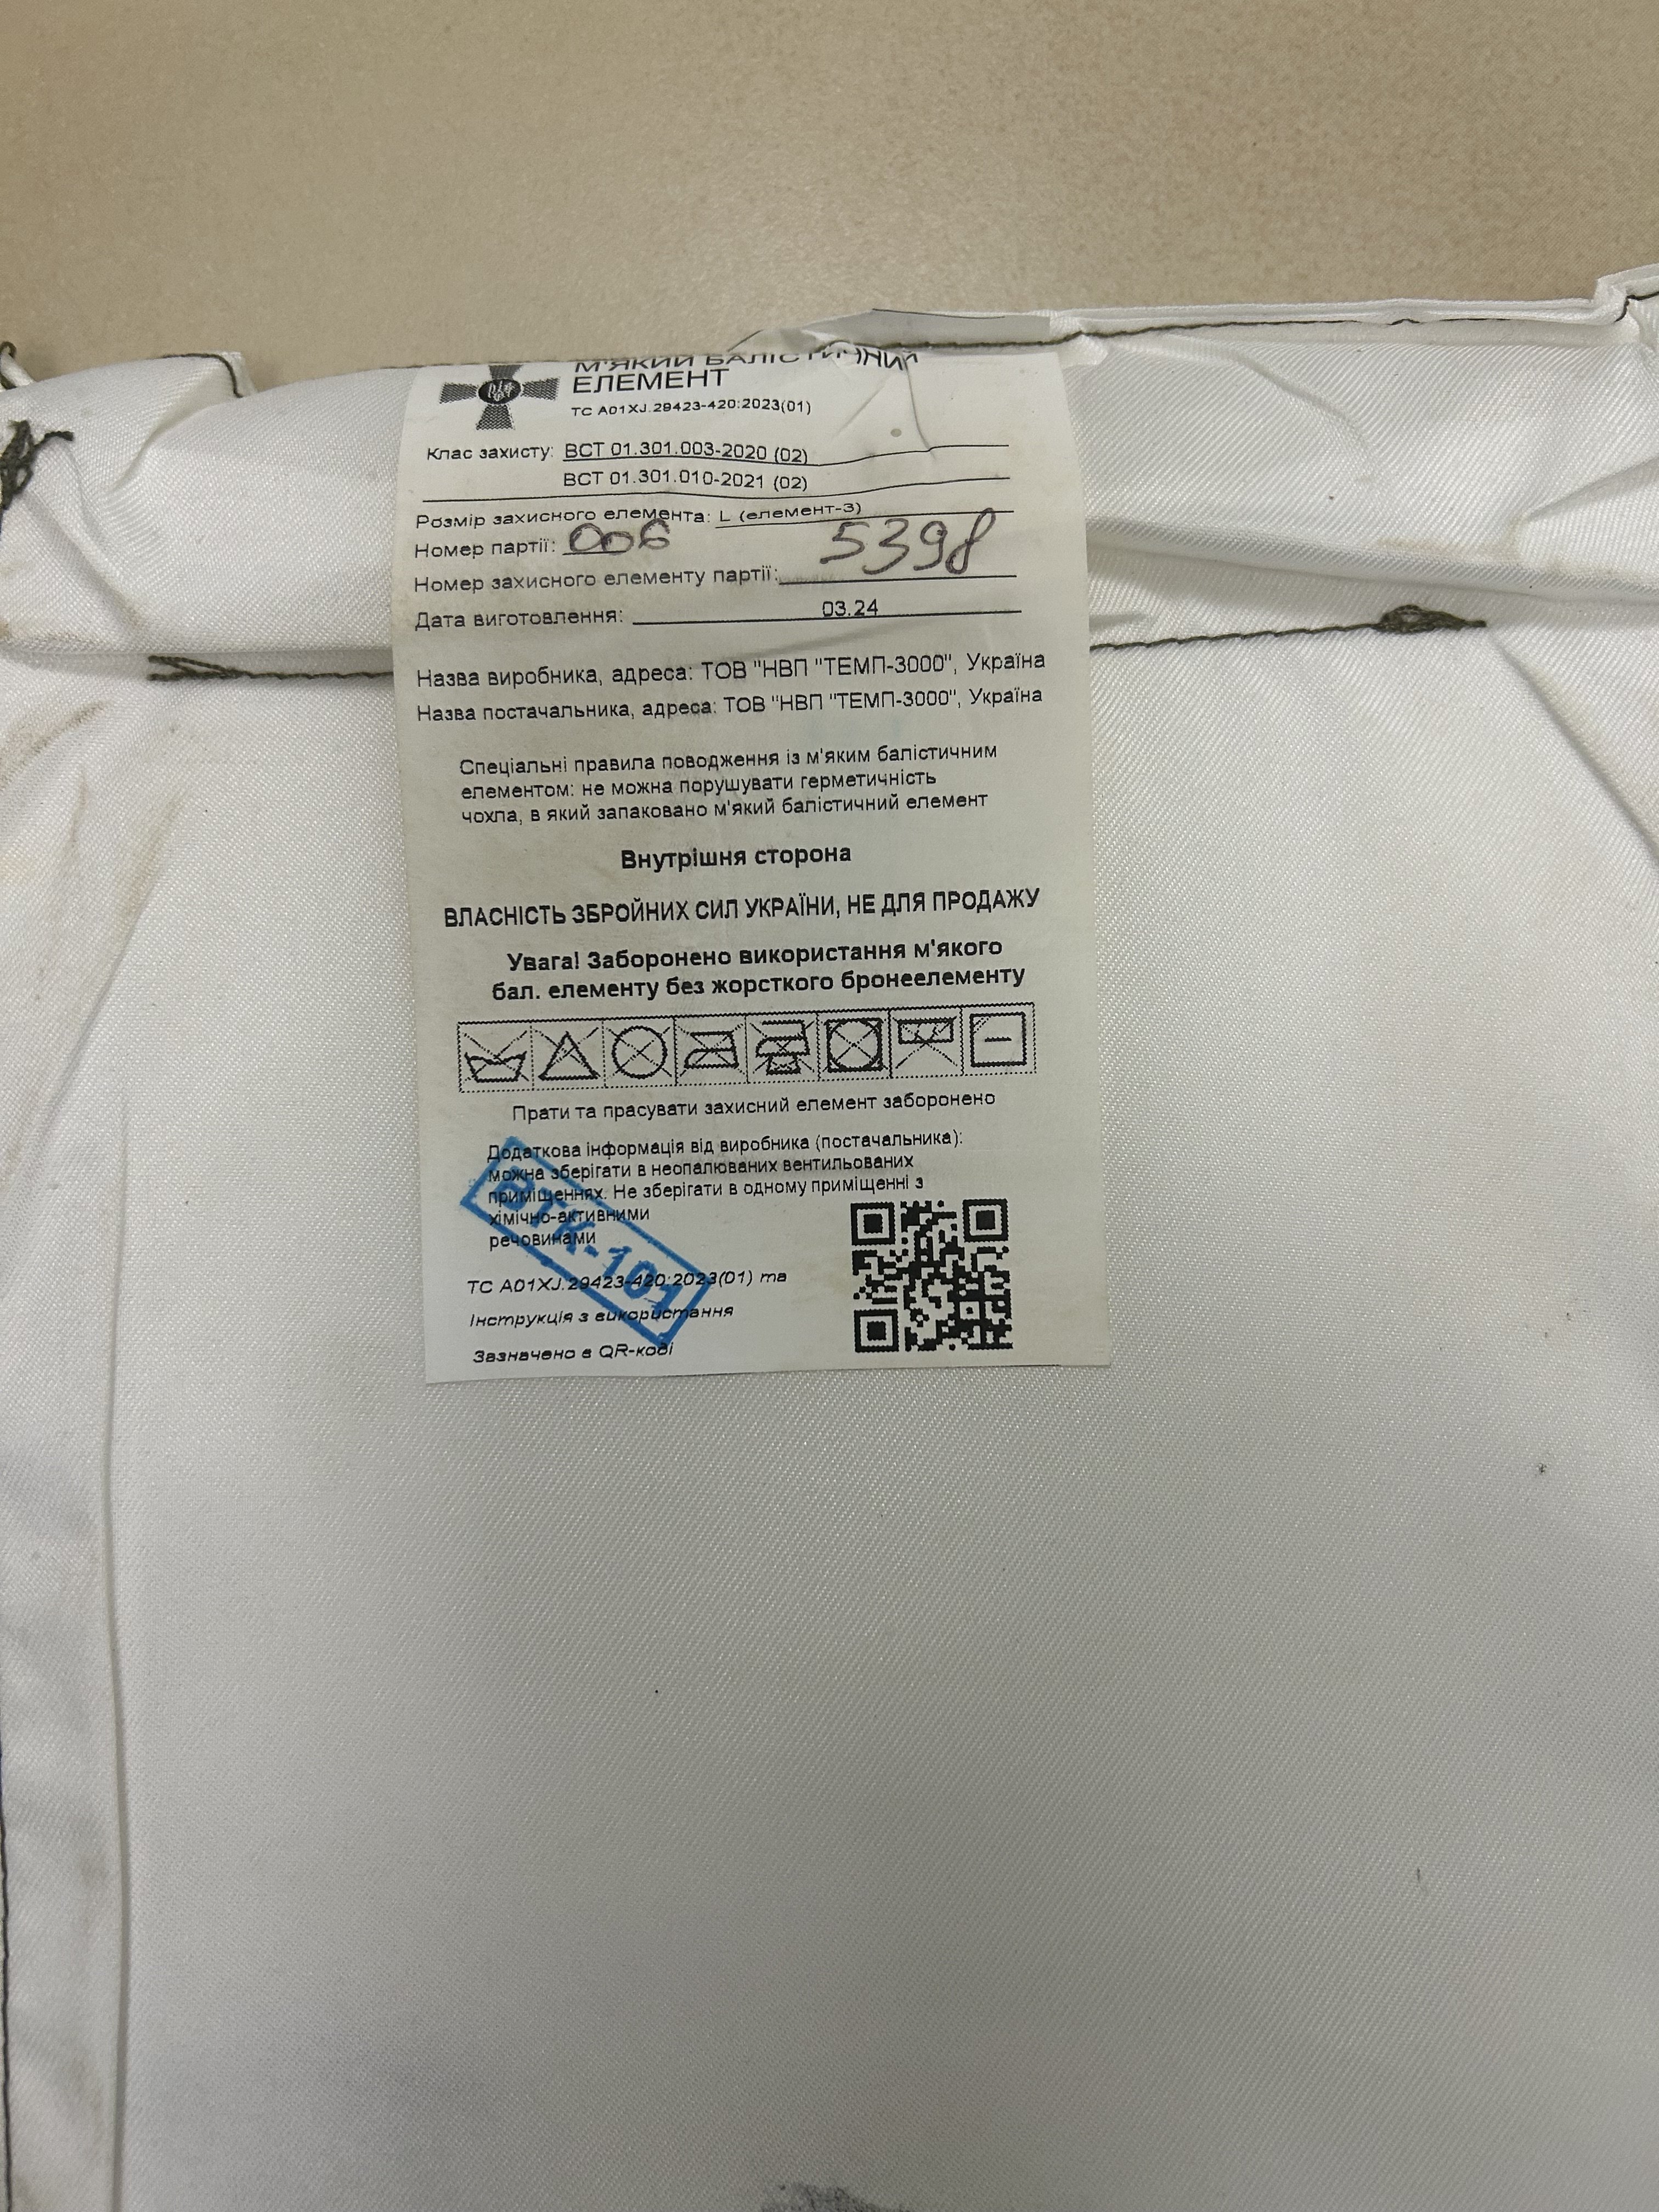 М'ЯКИЙ БАЛІСТИЧНИЙ
ЕЛЕМЕНТ
ТС А01XJ.29423-420:2023(01)
Клас захисту: ВСТ 01.301.003-2020 (02)
ВСТ 01.301.010-2021 (02)
Розмір захисного елемента: L (елемент-3)
Номер партії: 006
Номер захисного елементу партії: 5398
Дата виготовлення: 03.24
Назва виробника, адреса: ТОВ "НВП "ТЕМП-3000", Україна
Назва постачальника, адреса: ТОВ "НВП "ТЕМП-3000", Україна
Спеціальні правила поводження із м'яким балістичним
елементом: не можна порушувати герметичність
чохла, в який запаковано м'який балістичний елемент
Внутрішня сторона
ВЛАСНІСТЬ ЗБРОЙНИХ СИЛ УКРАЇНИ, НЕ ДЛЯ ПРОДАЖУ
Увага! Заборонено використання м'якого
бал. елементу без жорсткого бронеелементу
Прати та прасувати захисний елемент заборонено
Додаткова інформація від виробника (постачальника):
можна зберігати в неопалюваних вентильованих
приміщеннях. Не зберігати в одному приміщенні з
хімічно-активними
речовинами
ВТК-101
ТС А01XJ.29423-420:2023(01) та
Інструкція з використання
Зазначено в QR-коді